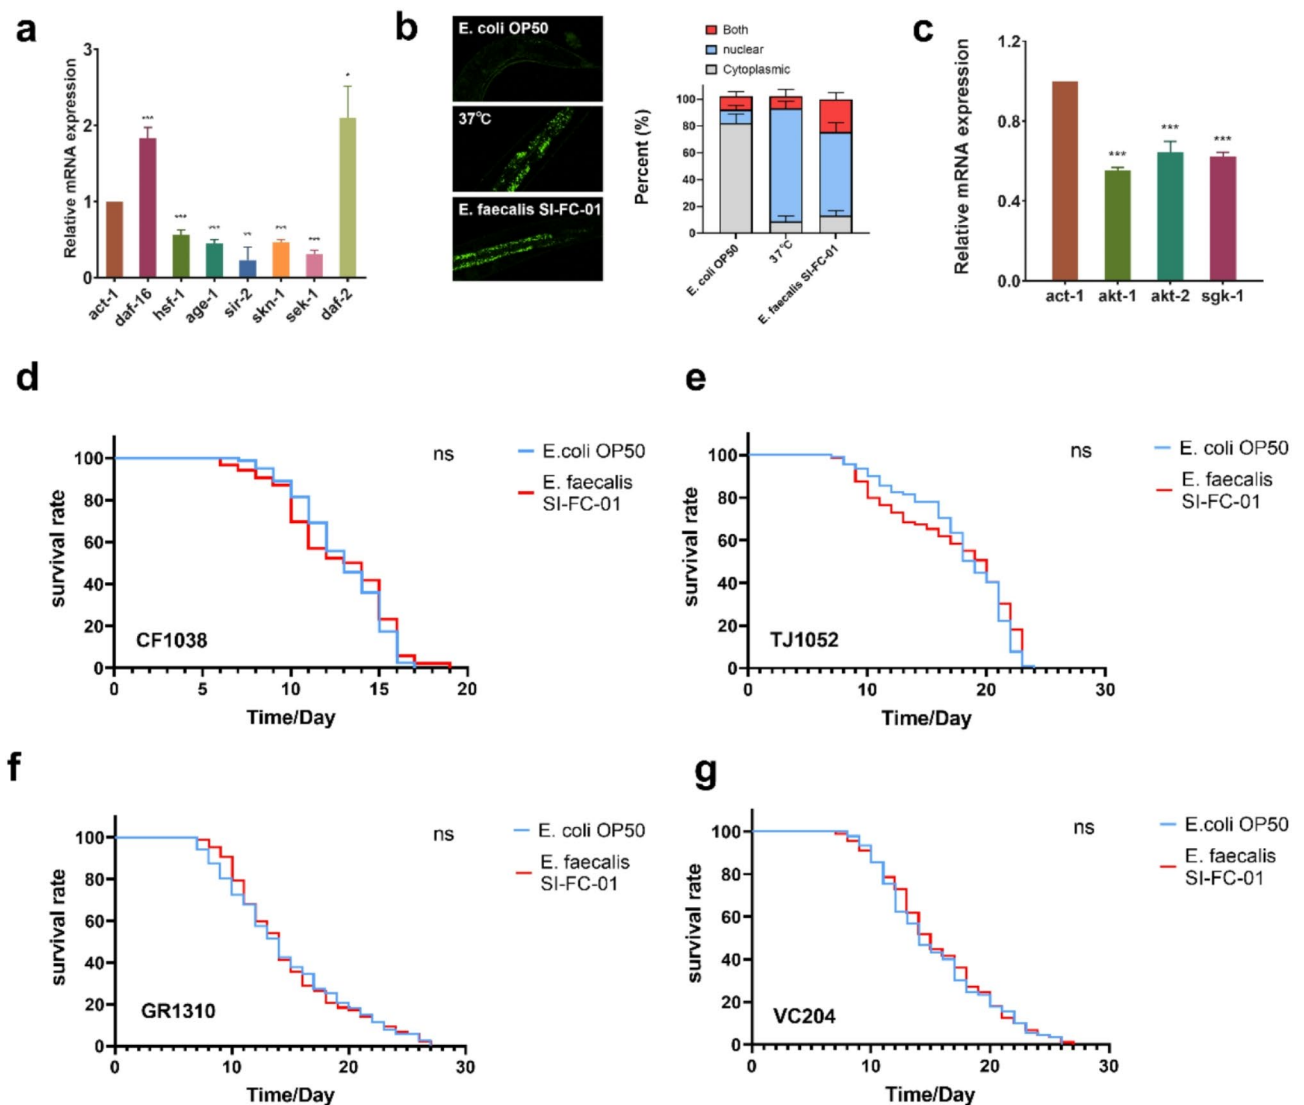 a
Relative mRNA expression
3
2
1
0
***
***
***
**
***
***
*
act-1
daf-16
hsf-1
age-1
sir-2
skn-1
sek-1
daf-2
b
E. coli OP50
37℃
E. faecalis SI-FC-01
Both
nuclear
Cytoplasmic
Percent (%)
100
80
60
40
20
0
E. coli OP50
37℃
E. faecalis SI-FC-01
c
Relative mRNA expression
1.2
0.8
0.4
0.0
***
***
***
act-1
akt-1
akt-2
sgk-1
d
survival rate
100
80
60
40
20
0
ns
E.coli OP50
E. faecalis
SI-FC-01
CF1038
0
5
10
15
20
Time/Day
e
survival rate
100
80
60
40
20
0
ns
E. coli OP50
E. faecalis
SI-FC-01
TJ1052
0
10
20
30
Time/Day
f
survival rate
100
80
60
40
20
0
ns
E. coli OP50
E. faecalis
SI-FC-01
GR1310
0
10
20
30
Time/Day
g
survival rate
100
80
60
40
20
0
ns
E.coli OP50
E. faecalis
SI-FC-01
VC204
0
10
20
30
Time/Day